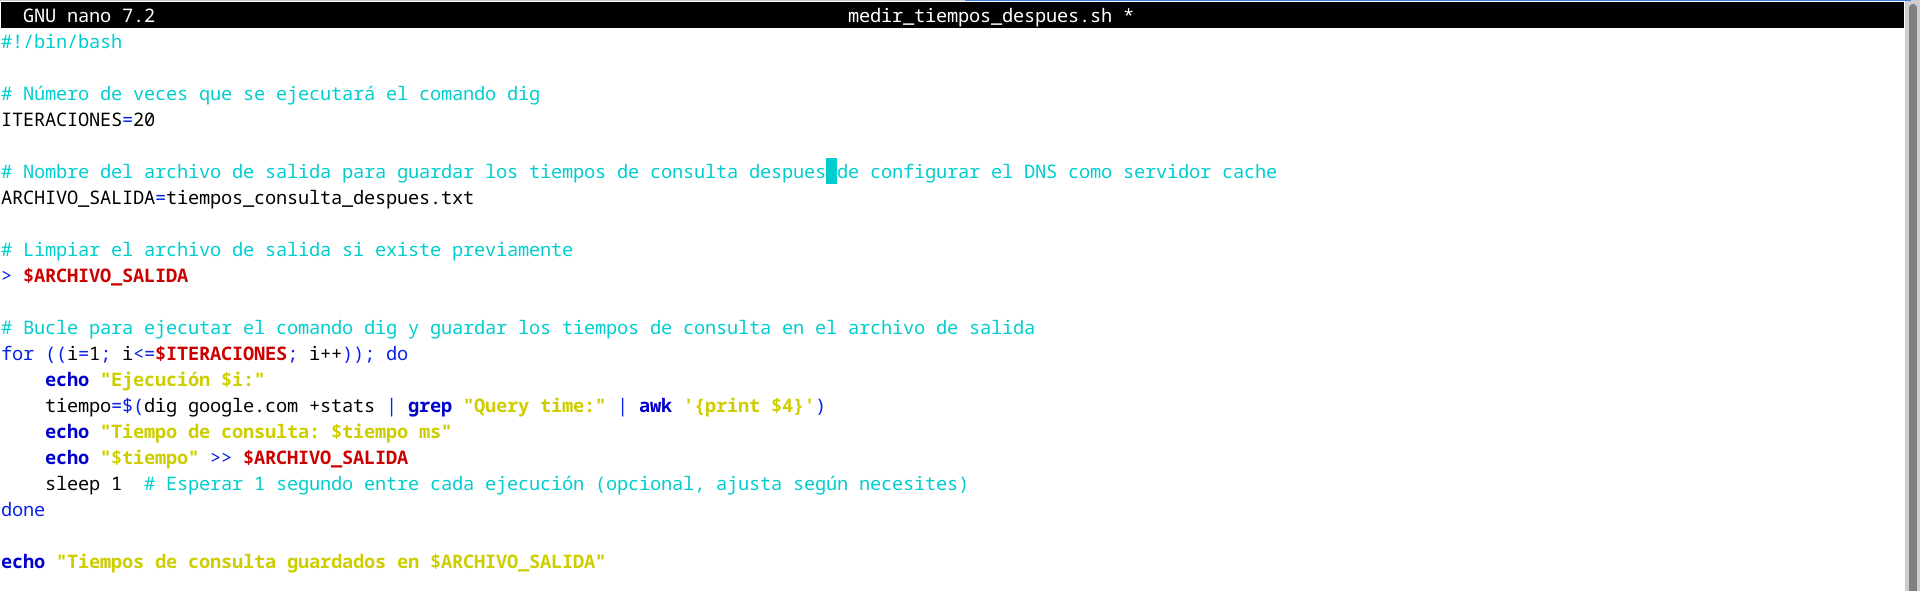 GNU nano 7.2 medir_tiempos_despues.sh *
#!/bin/bash
# Número de veces que se ejecutará el comando dig
ITERACIONES=20
# Nombre del archivo de salida para guardar los tiempos de consulta despues de configurar el DNS como servidor cache
ARCHIVO_SALIDA=tiempos_consulta_despues.txt
# Limpiar el archivo de salida si existe previamente
> $ARCHIVO_SALIDA
# Bucle para ejecutar el comando dig y guardar los tiempos de consulta en el archivo de salida
for ((i=1; i<=$ITERACIONES; i++)); do
    echo "Ejecución $i:"
    tiempo=$(dig google.com +stats | grep "Query time:" | awk '{print $4}')
    echo "Tiempo de consulta: $tiempo ms"
    echo "$tiempo" >> $ARCHIVO_SALIDA
    sleep 1  # Esperar 1 segundo entre cada ejecución (opcional, ajusta según necesites)
done
echo "Tiempos de consulta guardados en $ARCHIVO_SALIDA"